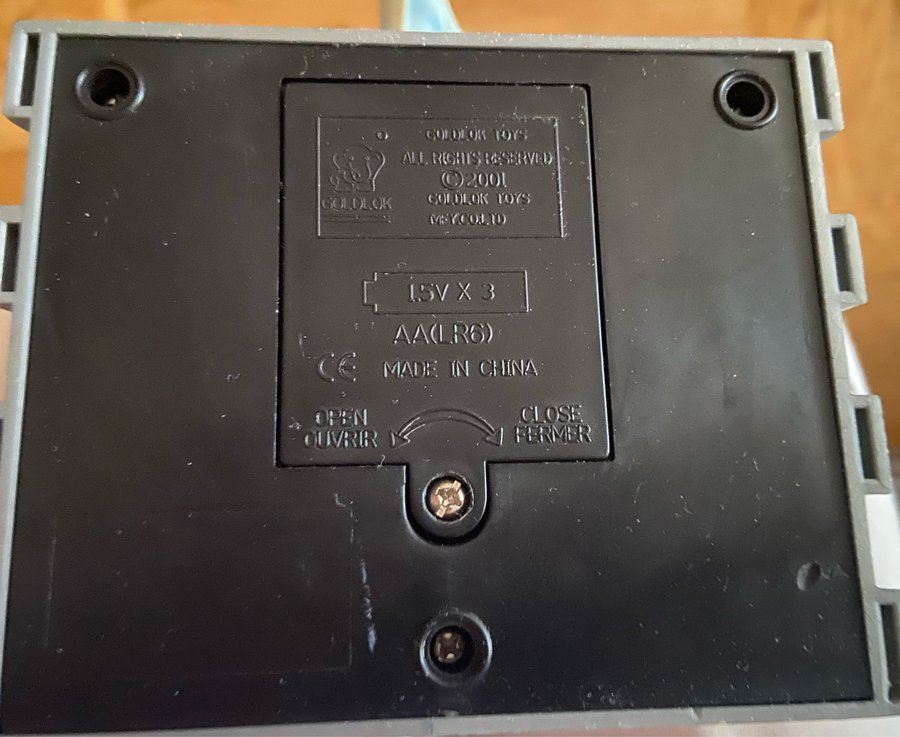 ®
GOLDLOK TOYS
ALL RIGHTS RESERVED
©2001
GOLDLOK TOYS
MFY.CO.LTD
GOLDLOK
1.5V X 3
AA(LR6)
CE MADE IN CHINA
OPEN
OUVRIR
CLOSE
FERMER